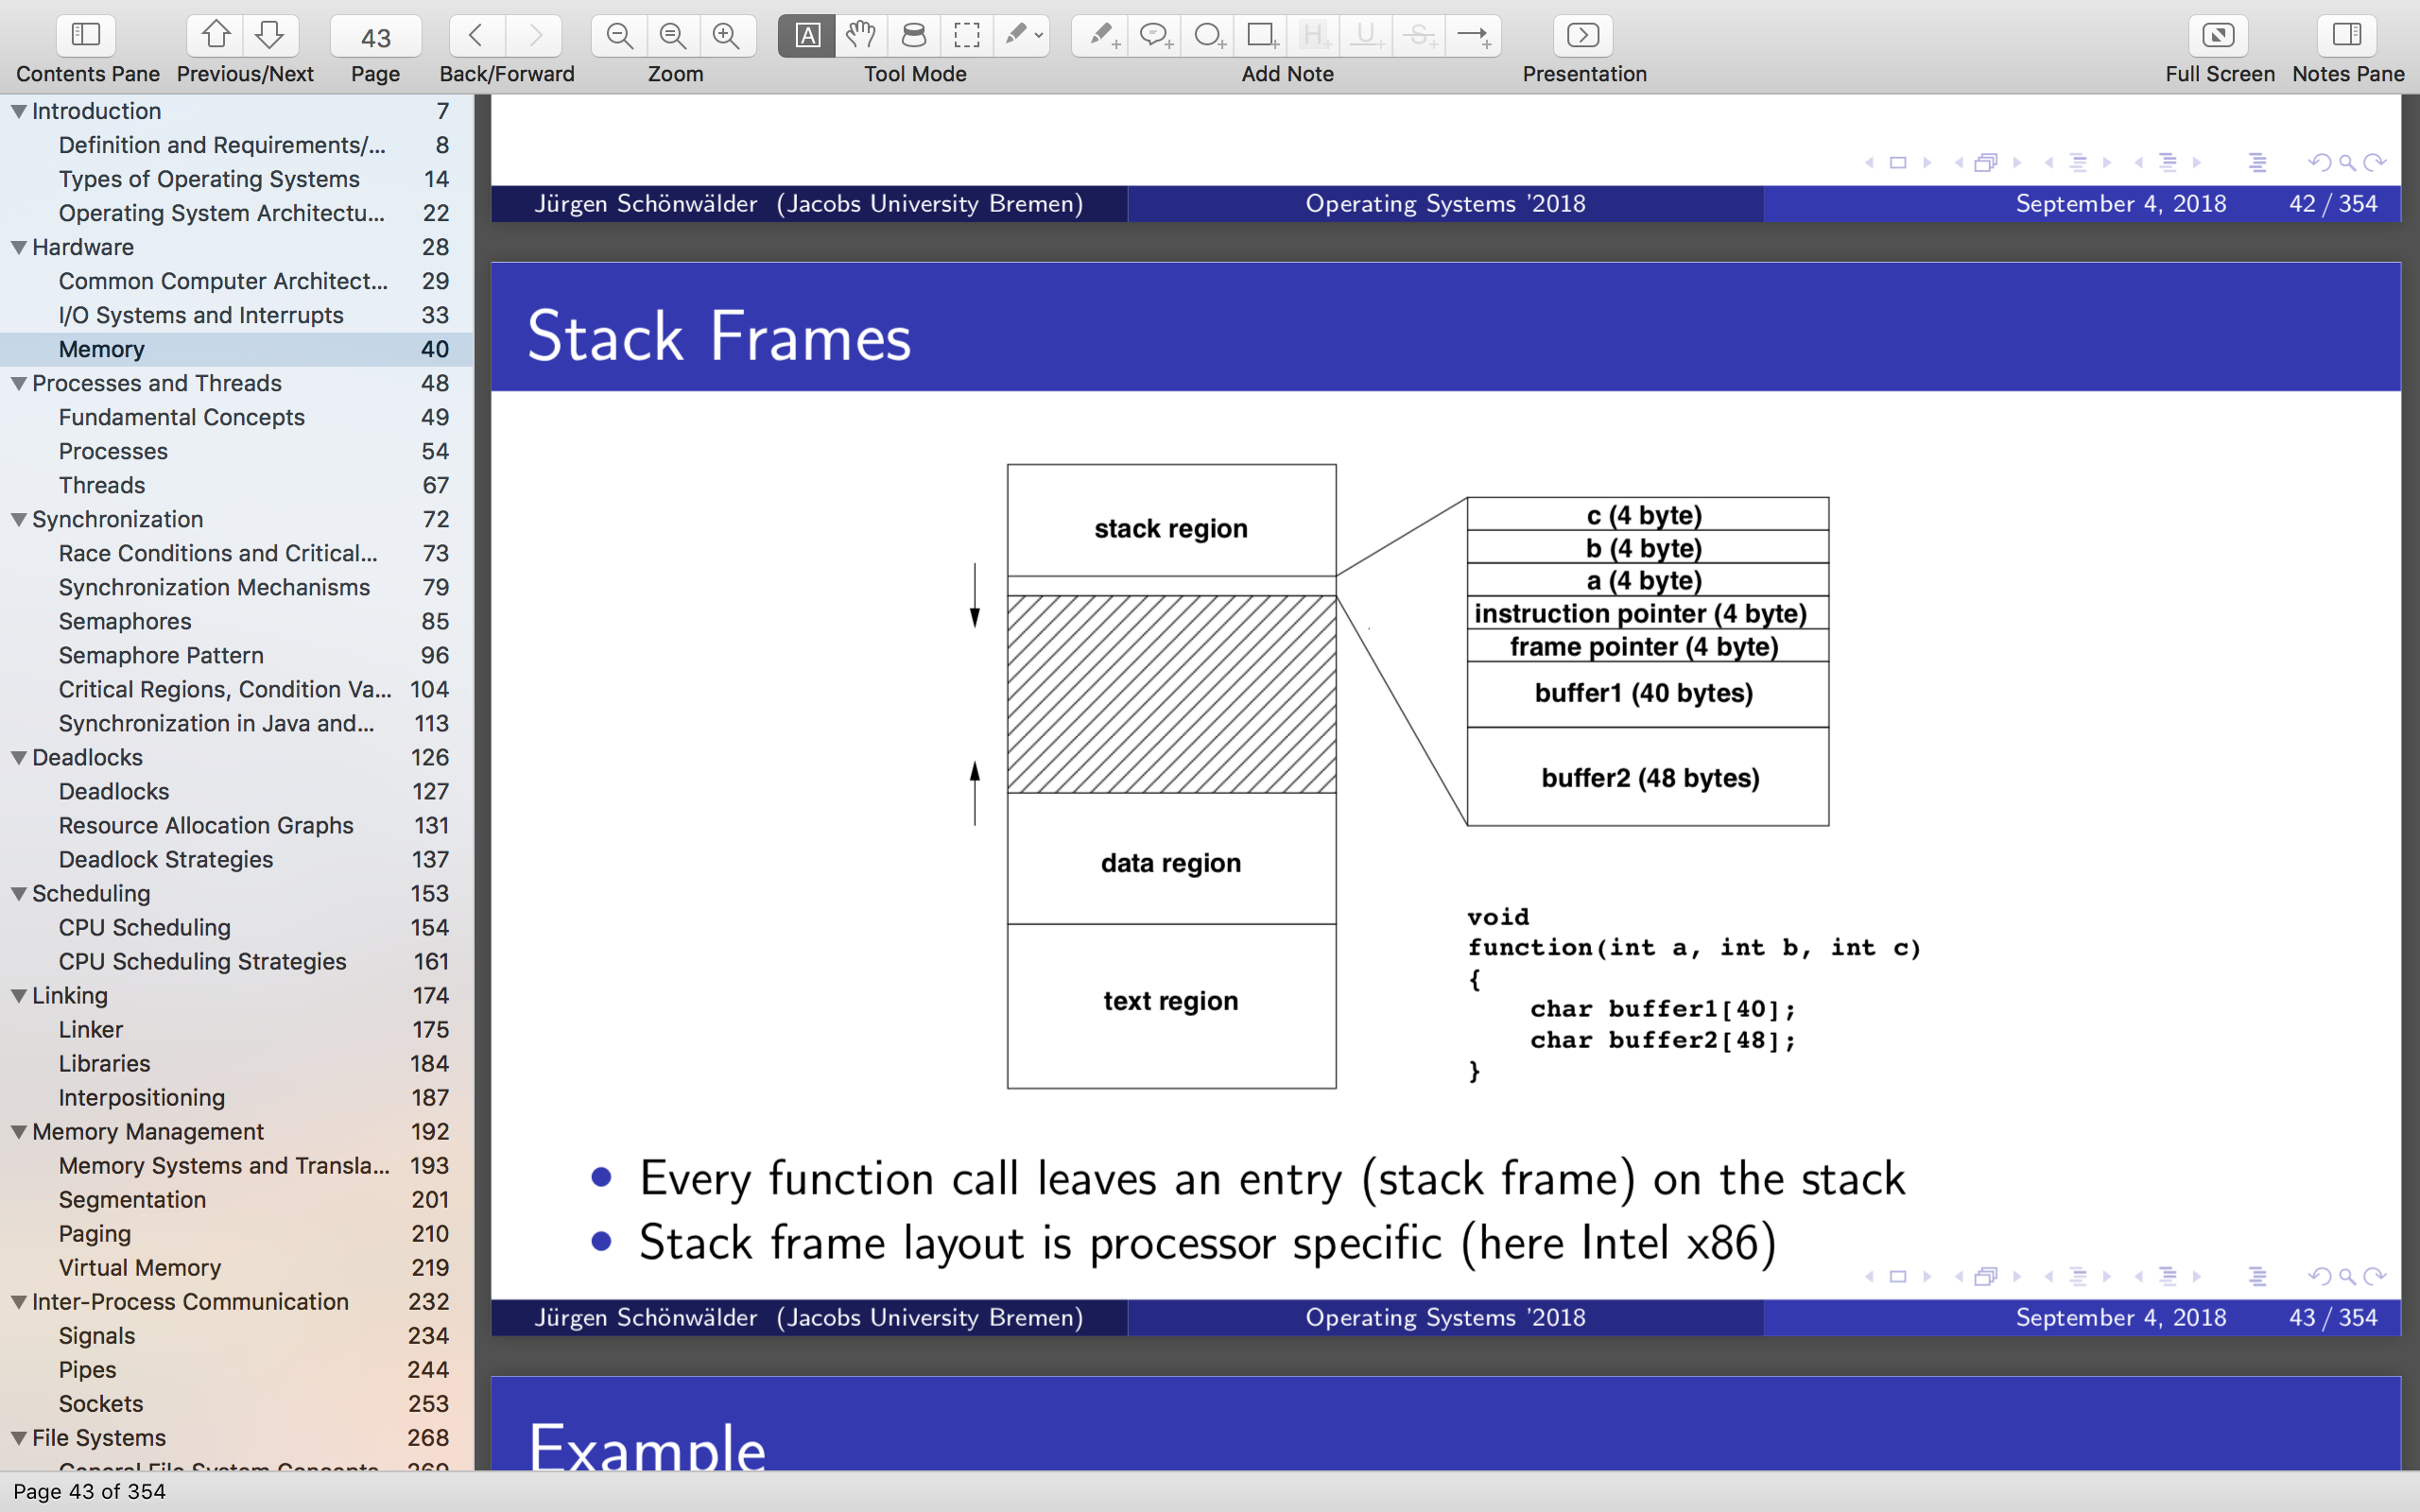 43
Contents Pane
Previous/Next
Page
Back/Forward
Zoom
Tool Mode
Add Note
Presentation
Full Screen
Notes Pane
Introduction 7
Definition and Requirements/... 8
Types of Operating Systems 14
Operating System Architectu... 22
Hardware 28
Common Computer Architect... 29
I/O Systems and Interrupts 33
Memory 40
Processes and Threads 48
Fundamental Concepts 49
Processes 54
Threads 67
Synchronization 72
Race Conditions and Critical... 73
Synchronization Mechanisms 79
Semaphores 85
Semaphore Pattern 96
Critical Regions, Condition Va... 104
Synchronization in Java and... 113
Deadlocks 126
Deadlocks 127
Resource Allocation Graphs 131
Deadlock Strategies 137
Scheduling 153
CPU Scheduling 154
CPU Scheduling Strategies 161
Linking 174
Linker 175
Libraries 184
Interpositioning 187
Memory Management 192
Memory Systems and Transla... 193
Segmentation 201
Paging 210
Virtual Memory 219
Inter-Process Communication 232
Signals 234
Pipes 244
Sockets 253
File Systems 268
General File System Concepts 269
Page 43 of 354
Jürgen Schönwälder (Jacobs University Bremen) Operating Systems '2018 September 4, 2018 42 / 354
Stack Frames
stack region
data region
text region
c (4 byte)
b (4 byte)
a (4 byte)
instruction pointer (4 byte)
frame pointer (4 byte)
buffer1 (40 bytes)
buffer2 (48 bytes)
void
function(int a, int b, int c)
{
char buffer1[40];
char buffer2[48];
}
• Every function call leaves an entry (stack frame) on the stack
• Stack frame layout is processor specific (here Intel x86)
Jürgen Schönwälder (Jacobs University Bremen) Operating Systems '2018 September 4, 2018 43 / 354
Example